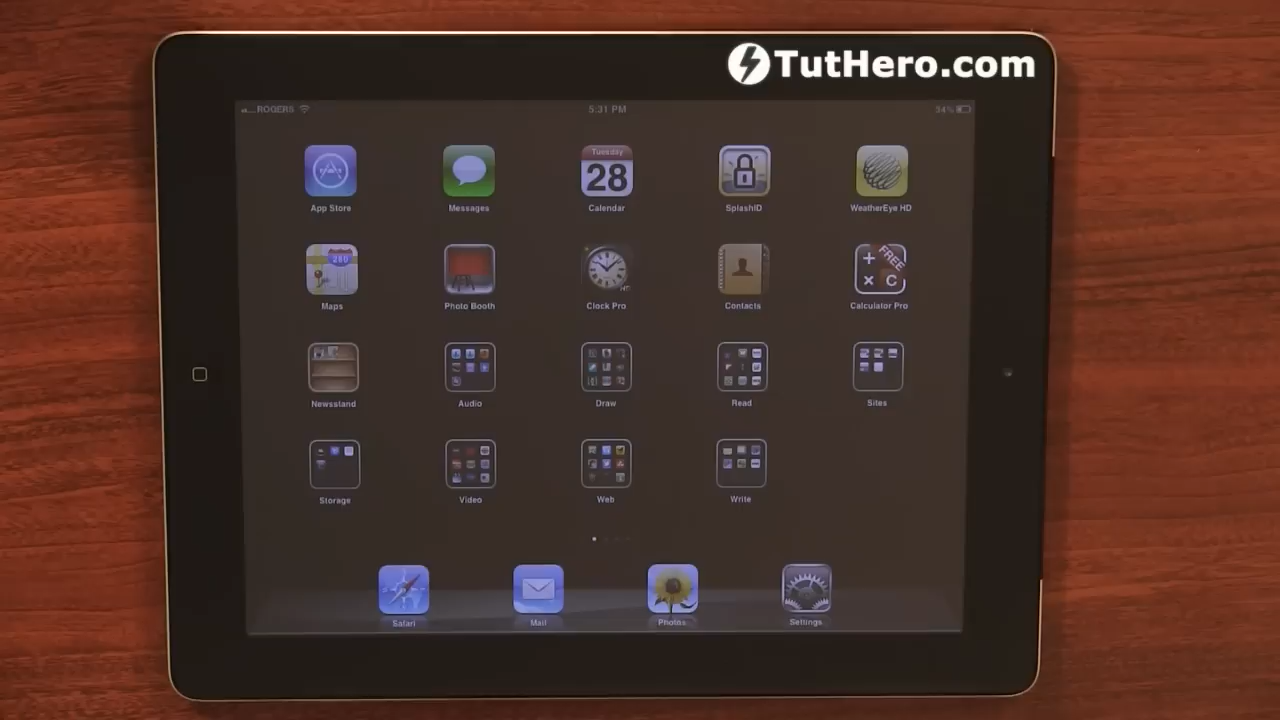 TutHero.com
ROGERS 5:31 PM 34%
App Store Messages Tuesday 28 Calendar SplashID WeatherEye HD
280 Maps Photo Booth Clock Pro Contacts + FREE × C Calculator Pro
Newsstand Audio Draw Read Sites
Storage Video Web Write
Safari Mail Photos Settings